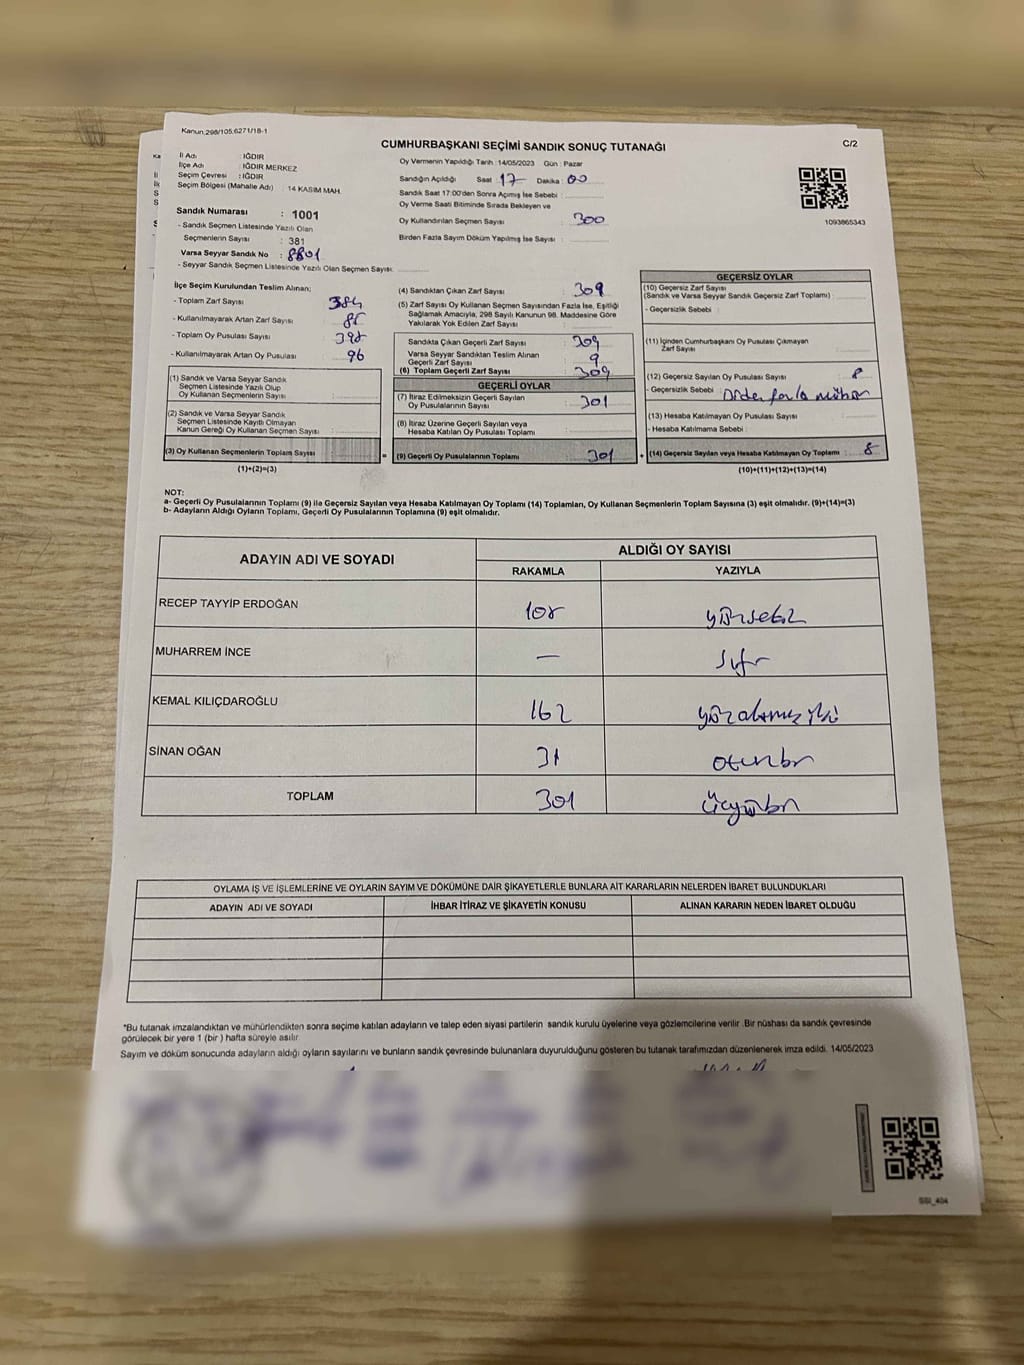 Kanun.298/105.6271/18-1
CUMHURBAŞKANI SEÇİMİ SANDIK SONUÇ TUTANAĞI
C/2
İl Adı : IĞDIR
İlçe Adı : IĞDIR MERKEZ
Seçim Çevresi : IĞDIR
Seçim Bölgesi (Mahalle Adı) : 14 KASIM MAH.
Sandık Numarası : 1001
- Sandık Seçmen Listesinde Yazılı Olan
Seçmenlerin Sayısı : 381
Varsa Seyyar Sandık No : 8801
- Seyyar Sandık Seçmen Listesinde Yazılı Olan Seçmen Sayısı:
Oy Vermenin Yapıldığı Tarih :14/05/2023 Gün : Pazar
Sandığın Açıldığı Saat 17 Dakika : 00
Sandık Saat 17:00'den Sonra Açılmış İse Sebebi :
Oy Verme Saati Bitiminde Sırada Bekleyen ve
Oy Kullandırılan Seçmen Sayısı : 300
Birden Fazla Sayım Döküm Yapılmış İse Sayısı :
1093865343
İlçe Seçim Kurulundan Teslim Alınan;
- Toplam Zarf Sayısı : 384
- Kullanılmayarak Artan Zarf Sayısı : 85
- Toplam Oy Pusulası Sayısı : 398
- Kullanılmayarak Artan Oy Pusulası : 96
(1) Sandık ve Varsa Seyyar Sandık
Seçmen Listesinde Yazılı Olup
Oy Kullanan Seçmenlerin Sayısı :
(2) Sandık ve Varsa Seyyar Sandık
Seçmen Listesinde Kayıtlı Olmayan
Kanun Gereği Oy Kullanan Seçmen Sayısı :
(3) Oy Kullanan Seçmenlerin Toplam Sayısı :
(1)+(2)=(3)
(4) Sandıktan Çıkan Zarf Sayısı : 309
(5) Zarf Sayısı Oy Kullanan Seçmen Sayısından Fazla İse, Eşitliği
Sağlamak Amacıyla, 298 Sayılı Kanunun 98. Maddesine Göre
Yakılarak Yok Edilen Zarf Sayısı :
Sandıkta Çıkan Geçerli Zarf Sayısı : 309
Varsa Seyyar Sandıktan Teslim Alınan
Geçerli Zarf Sayısı : 9
(6) Toplam Geçerli Zarf Sayısı : 309
GEÇERLİ OYLAR
(7) İtiraz Edilmeksizin Geçerli Sayılan
Oy Pusulalarının Sayısı : 301
(8) İtiraz Üzerine Geçerli Sayılan veya
Hesaba Katılan Oy Pusulası Toplamı :
= (9) Geçerli Oy Pusulalarının Toplamı : 301
GEÇERSİZ OYLAR
(10) Geçersiz Zarf Sayısı
(Sandık ve Varsa Seyyar Sandık Geçersiz Zarf Toplamı) :
- Geçersizlik Sebebi :
(11) İçinden Cumhurbaşkanı Oy Pusulası Çıkmayan
Zarf Sayısı :
(12) Geçersiz Sayılan Oy Pusulası Sayısı : 8
- Geçersizlik Sebebi : fazla mühür
(13) Hesaba Katılmayan Oy Pusulası Sayısı :
- Hesaba Katılmama Sebebi :
+ (14) Geçersiz Sayılan veya Hesaba Katılmayan Oy Toplamı : 8
(10)+(11)+(12)+(13)=(14)
NOT:
a- Geçerli Oy Pusulalarının Toplamı (9) ile Geçersiz Sayılan veya Hesaba Katılmayan Oy Toplamı (14) Toplamları, Oy Kullanan Seçmenlerin Toplam Sayısına (3) eşit olmalıdır. (9)+(14)=(3)
b- Adayların Aldığı Oyların Toplamı, Geçerli Oy Pusulalarının Toplamına (9) eşit olmalıdır.
ADAYIN ADI VE SOYADI
ALDIĞI OY SAYISI
RAKAMLA YAZIYLA
RECEP TAYYİP ERDOĞAN 108 yüzsekiz
MUHARREM İNCE — sıfır
KEMAL KILIÇDAROĞLU 162 yüzaltmışiki
SİNAN OĞAN 31 otuzbir
TOPLAM 301 üçyüzbir
OYLAMA İŞ VE İŞLEMLERİNE VE OYLARIN SAYIM VE DÖKÜMÜNE DAİR ŞİKAYETLERLE BUNLARA AİT KARARLARIN NELERDEN İBARET BULUNDUKLARI
ADAYIN ADI VE SOYADI İHBAR İTİRAZ VE ŞİKAYETİN KONUSU ALINAN KARARIN NEDEN İBARET OLDUĞU
*Bu tutanak imzalandıktan ve mühürlendikten sonra seçime katılan adayların ve talep eden siyasi partilerin sandık kurulu üyelerine veya gözlemcilerine verilir .Bir nüshası da sandık çevresinde
görülecek bir yere 1 (bir ) hafta süreyle asılır
Sayım ve döküm sonucunda adayların aldığı oyların sayılarını ve bunların sandık çevresinde bulunanlara duyurulduğunu gösteren bu tutanak tarafımızdan düzenlenerek imza edildi. 14/05/2023
SSI_404